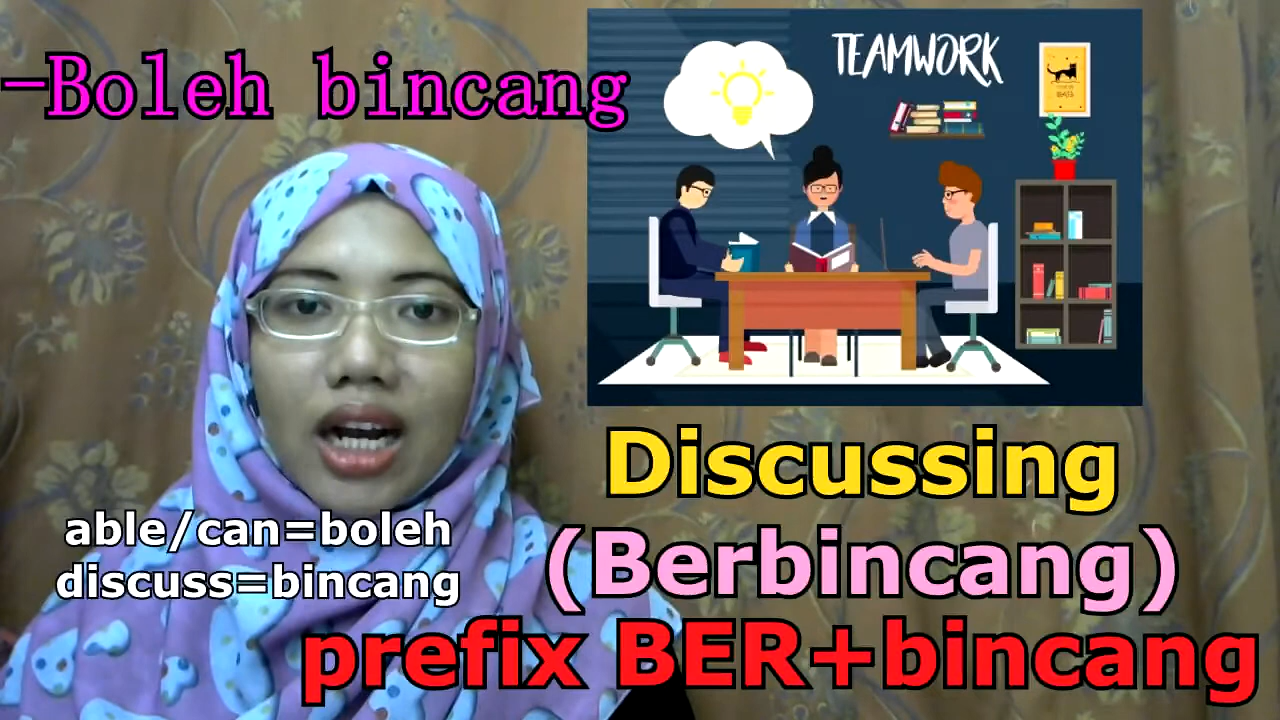 -Boleh bincang
TEAMWORK
Discussing
able/can=boleh
discuss=bincang
(Berbincang)
prefix BER+bincang